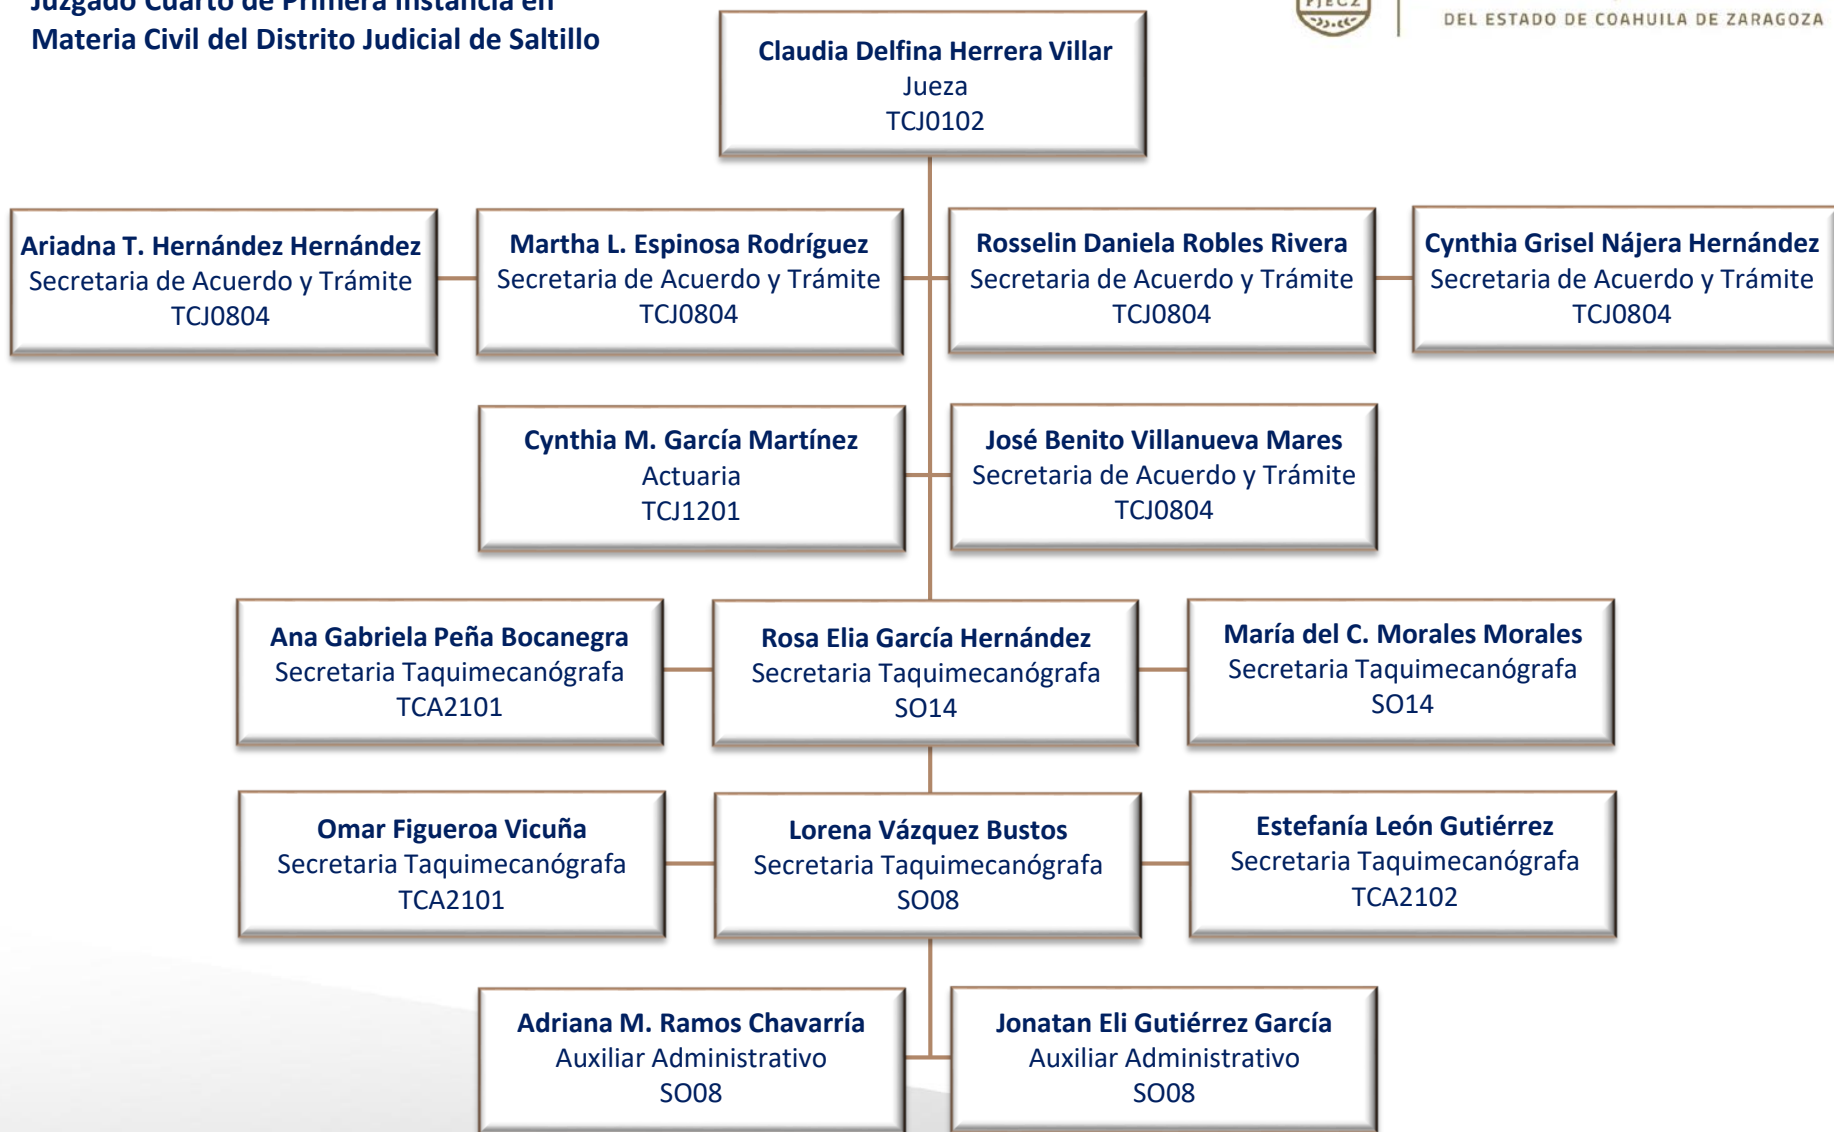 Juzgado Cuarto de Primera Instancia en
Materia Civil del Distrito Judicial de Saltillo
PJECZ
DEL ESTADO DE COAHUILA DE ZARAGOZA
Claudia Delfina Herrera Villar
Jueza
TCJ0102
Ariadna T. Hernández Hernández
Secretaria de Acuerdo y Trámite
TCJ0804
Martha L. Espinosa Rodríguez
Secretaria de Acuerdo y Trámite
TCJ0804
Rosselin Daniela Robles Rivera
Secretaria de Acuerdo y Trámite
TCJ0804
Cynthia Grisel Nájera Hernández
Secretaria de Acuerdo y Trámite
TCJ0804
Cynthia M. García Martínez
Actuaria
TCJ1201
José Benito Villanueva Mares
Secretaria de Acuerdo y Trámite
TCJ0804
Ana Gabriela Peña Bocanegra
Secretaria Taquimecanógrafa
TCA2101
Rosa Elia García Hernández
Secretaria Taquimecanógrafa
SO14
María del C. Morales Morales
Secretaria Taquimecanógrafa
SO14
Omar Figueroa Vicuña
Secretaria Taquimecanógrafa
TCA2101
Lorena Vázquez Bustos
Secretaria Taquimecanógrafa
SO08
Estefanía León Gutiérrez
Secretaria Taquimecanógrafa
TCA2102
Adriana M. Ramos Chavarría
Auxiliar Administrativo
SO08
Jonatan Eli Gutiérrez García
Auxiliar Administrativo
SO08